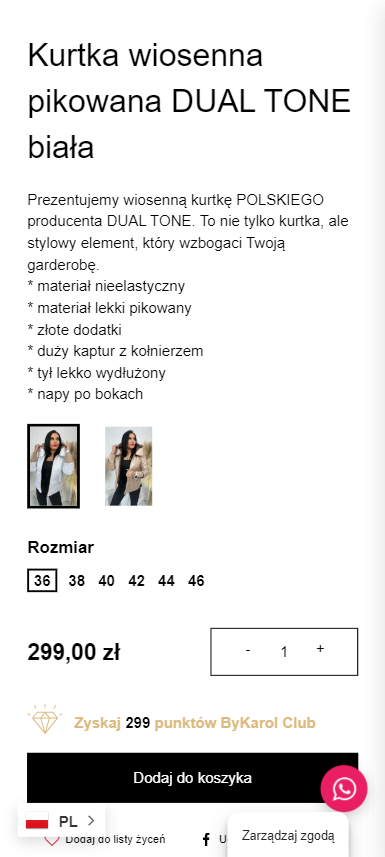 Kurtka wiosenna
pikowana DUAL TONE
biała
Prezentujemy wiosenną kurtkę POLSKIEGO
producenta DUAL TONE. To nie tylko kurtka, ale
stylowy element, który wzbogaci Twoją
garderobę.
* materiał nieelastyczny
* materiał lekki pikowany
* złote dodatki
* duży kaptur z kołnierzem
* tył lekko wydłużony
* napy po bokach
Rozmiar
36 38 40 42 44 46
299,00 zł - 1 +
Zyskaj 299 punktów ByKarol Club
Dodaj do koszyka
PL
Dodaj do listy życzeń
Zarządzaj zgodą